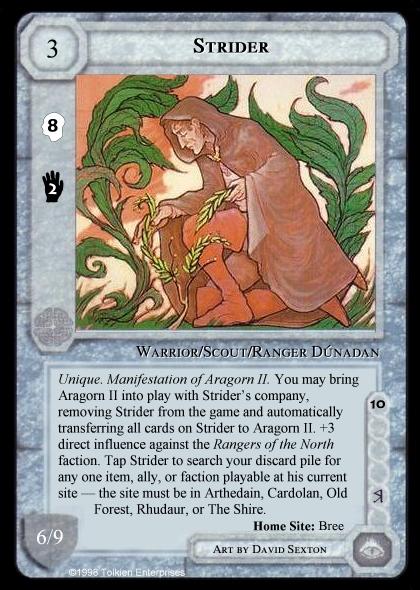 3
Strider
8
2
Warrior/Scout/Ranger Dúnadan
Unique. Manifestation of Aragorn II. You may bring
Aragorn II into play with Strider's company,
removing Strider from the game and automatically
transferring all cards on Strider to Aragorn II. +3
direct influence against the Rangers of the North
faction. Tap Strider to search your discard pile for
any one item, ally, or faction playable at his current
site — the site must be in Arthedain, Cardolan, Old
Forest, Rhudaur, or The Shire.
10
Home Site: Bree
6/9
Art by David Sexton
©1998 Tolkien Enterprises